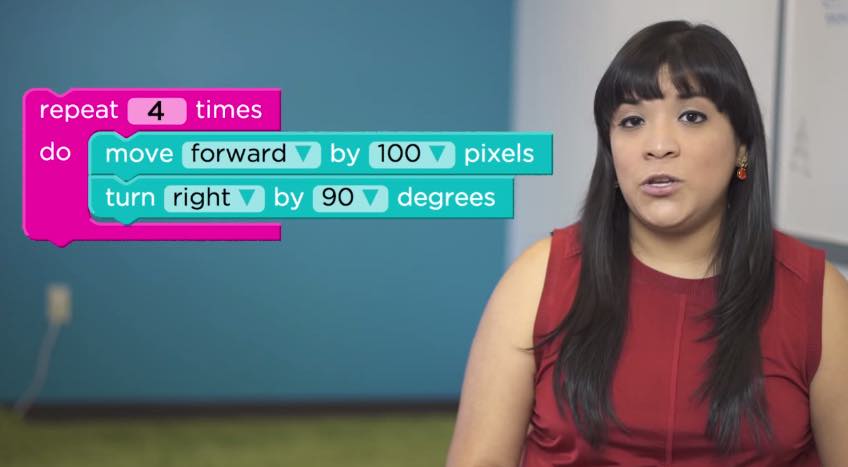 repeat 4 times
do
move forward by 100 pixels
turn right by 90 degrees